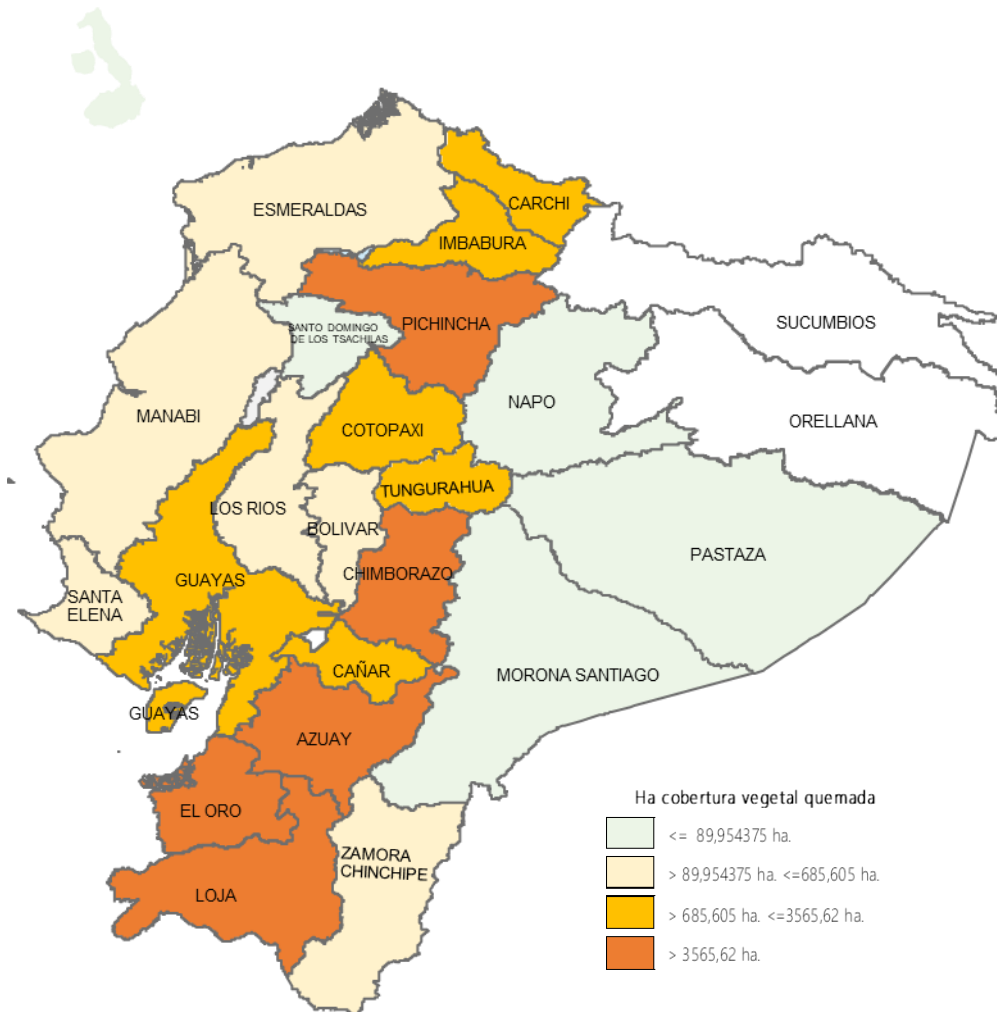 CARCHI
ESMERALDAS
IMBABURA
SUCUMBIOS
PICHINCHA
SANTO DOMINGO
DE LOS TSACHILAS
NAPO
MANABI
ORELLANA
COTOPAXI
TUNGURAHUA
LOS RIOS
BOLIVAR
PASTAZA
CHIMBORAZO
GUAYAS
SANTA
ELENA
CAÑAR
MORONA SANTIAGO
GUAYAS
AZUAY
EL ORO
ZAMORA
CHINCHIPE
LOJA
Ha cobertura vegetal quemada
<= 89,954375 ha.
> 89,954375 ha. <=685,605 ha.
> 685,605 ha. <=3565,62 ha.
> 3565,62 ha.